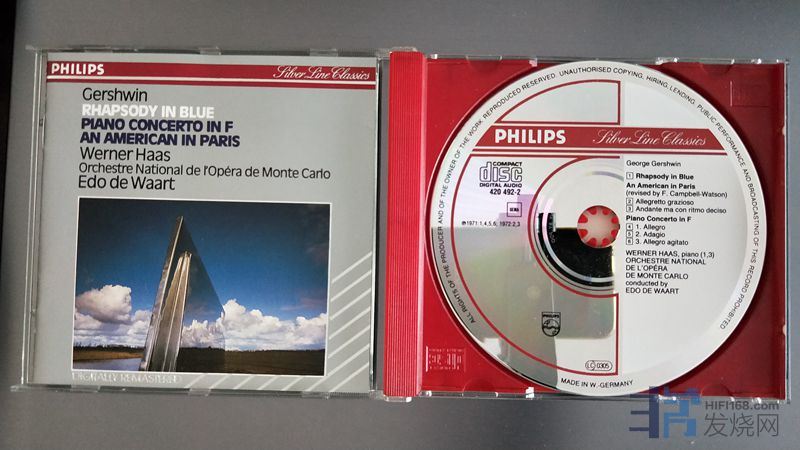 PHILIPS
Silver Line Classics
Gershwin
RHAPSODY IN BLUE
PIANO CONCERTO IN F
AN AMERICAN IN PARIS
Werner Haas
Orchestre National de l'Opéra de Monte Carlo
Edo de Waart
DIGITALLY REMASTERED
ALL RIGHTS OF THE PRODUCER AND OF THE OWNER OF THE WORK REPRODUCED RESERVED. UNAUTHORISED COPYING, HIRING, LENDING, PUBLIC PERFORMANCE AND BROADCASTING OF THIS RECORD PROHIBITED
PHILIPS
Silver Line Classics
COMPACT
disc
DIGITAL AUDIO
420 492-2
℗ 1971:1,4,5,6; 1972:2,3
George Gershwin
1 Rhapsody in Blue
An American in Paris
(revised by F. Campbell-Watson)
2 Allegretto grazioso
3 Andante ma con ritmo deciso
Piano Concerto in F
4 1. Allegro
5 2. Adagio
6 3. Allegro agitato
WERNER HAAS, piano (1,3)
ORCHESTRE NATIONAL
DE L'OPÉRA
DE MONTE CARLO
conducted by
EDO DE WAART
PHILIPS
LC 0305
MADE IN W.-GERMANY
HIFI168.com
发烧网